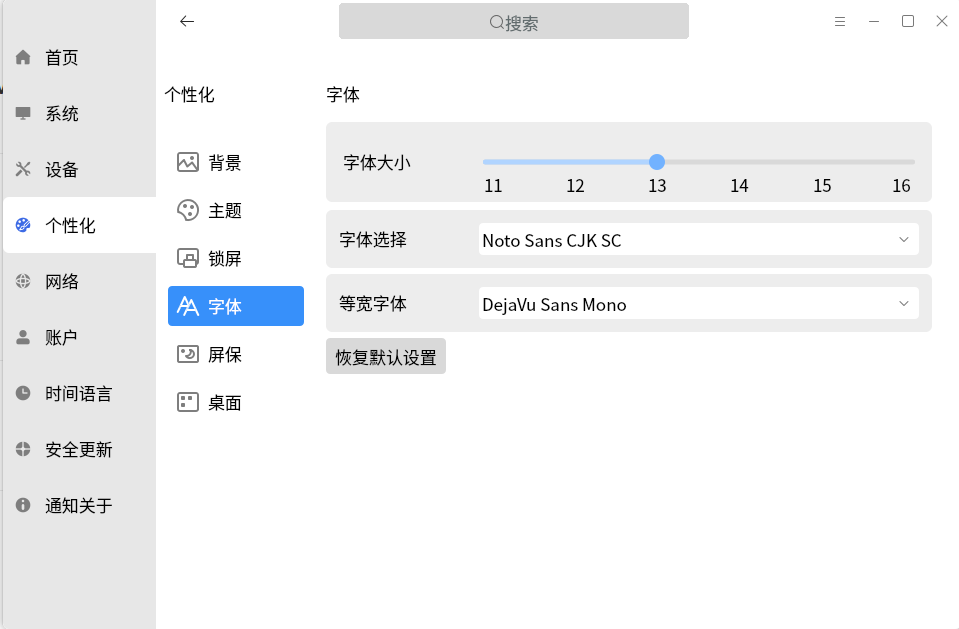 搜索
首页
系统
设备
个性化
网络
账户
时间语言
安全更新
通知关于
个性化
背景
主题
锁屏
字体
屏保
桌面
字体
字体大小
11 12 13 14 15 16
字体选择 Noto Sans CJK SC
等宽字体 DejaVu Sans Mono
恢复默认设置